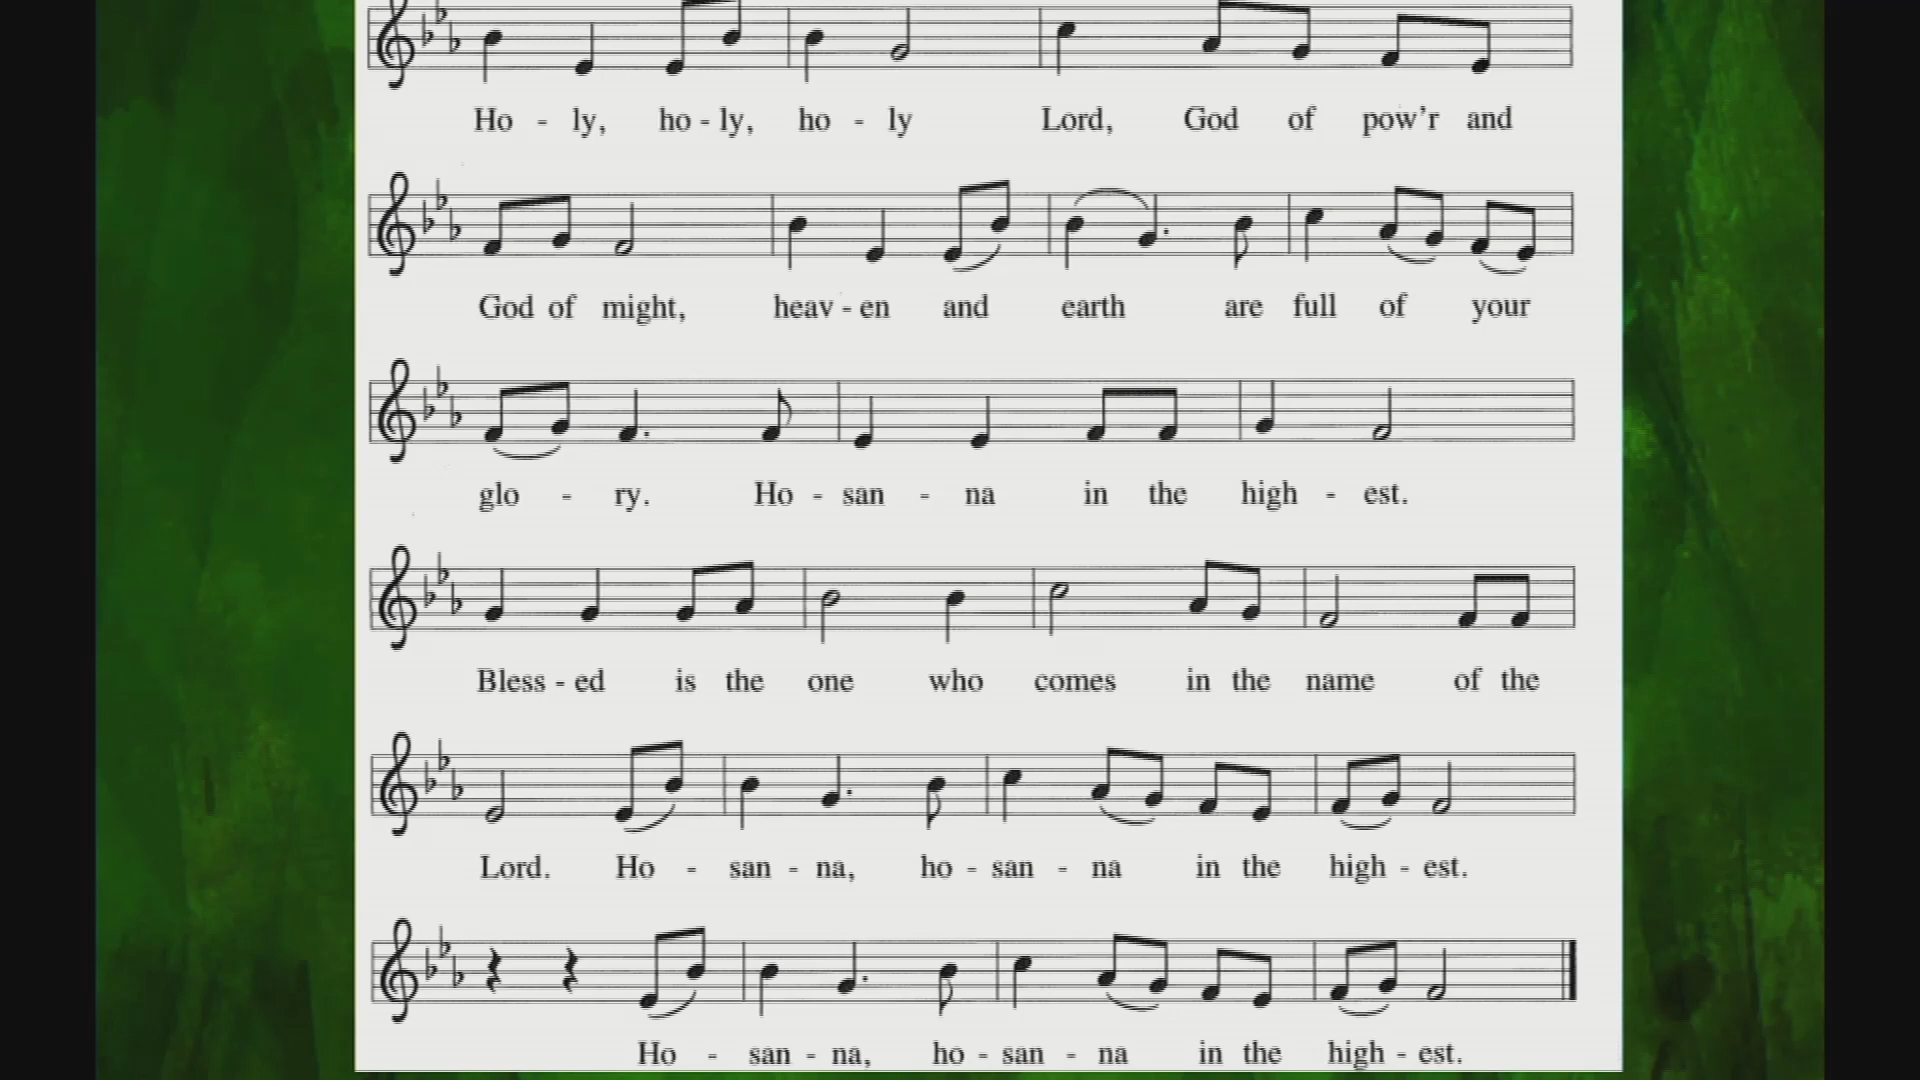 Ho - ly, ho - ly, ho - ly Lord, God of pow'r and
God of might, heav - en and earth are full of your
glo - ry. Ho - san - na in the high - est.
Bless - ed is the one who comes in the name of the
Lord. Ho - san - na, ho - san - na in the high - est.
Ho - san - na, ho - san - na in the high - est.